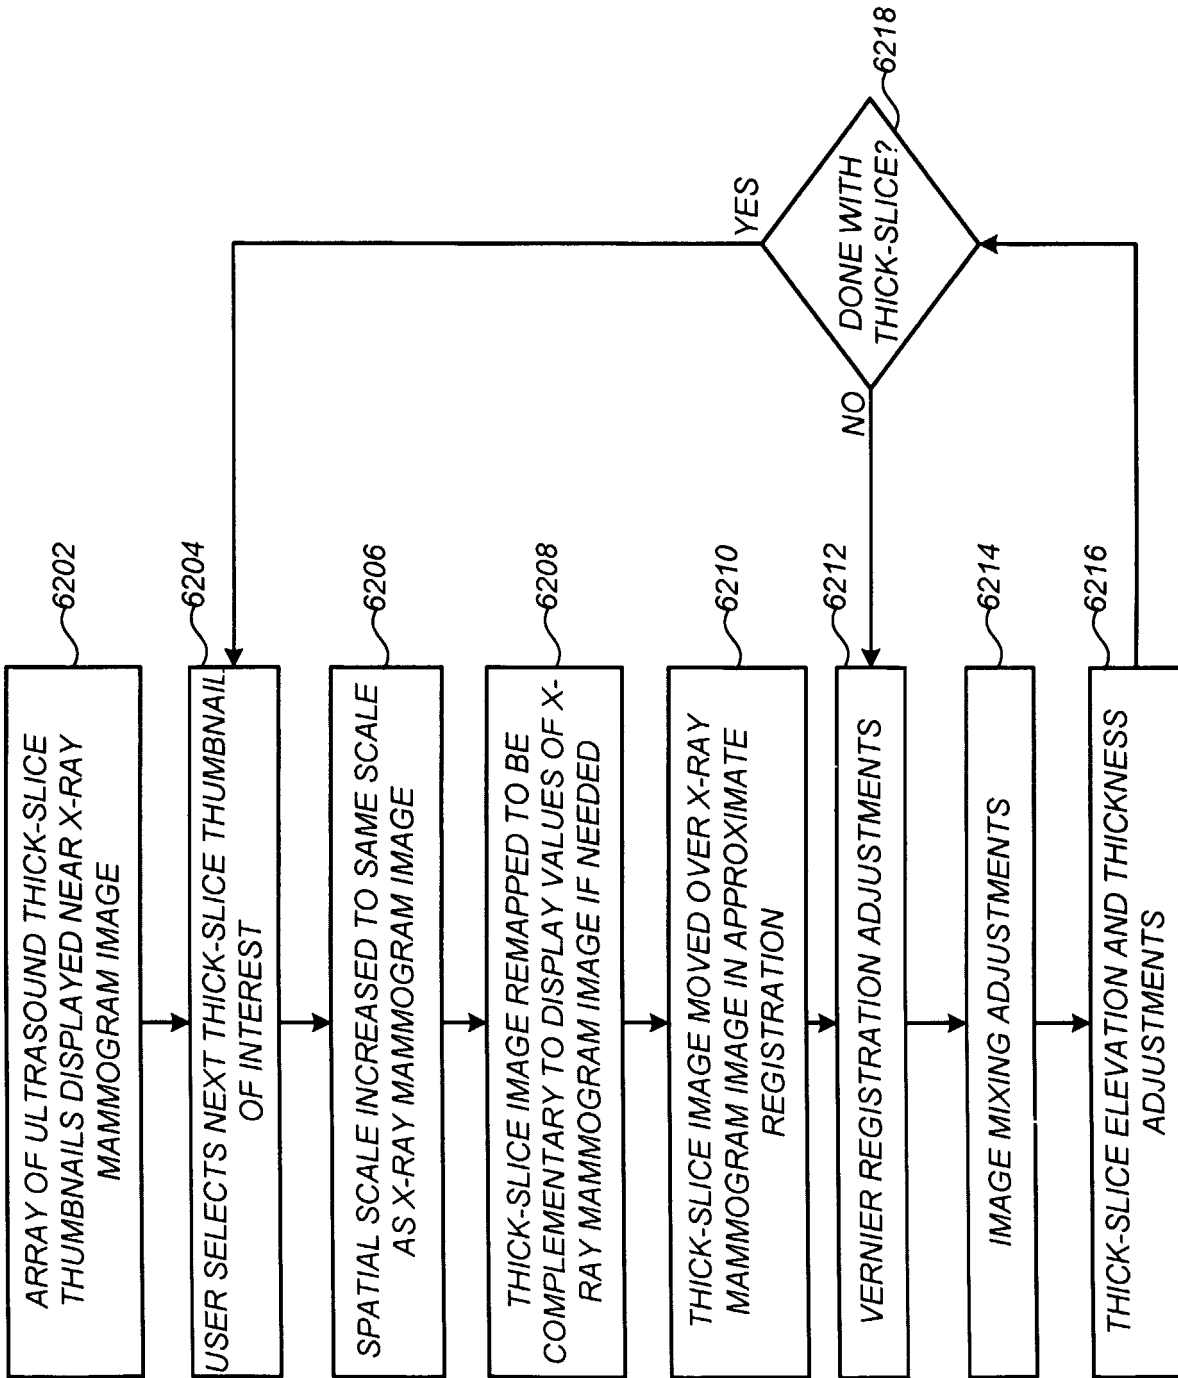 ARRAY OF ULTRASOUND THICK-SLICE
THUMBNAILS DISPLAYED NEAR X-RAY
MAMMOGRAM IMAGE
6202
USER SELECTS NEXT THICK-SLICE THUMBNAIL
OF INTEREST
6204
SPATIAL SCALE INCREASED TO SAME SCALE
AS X-RAY MAMMOGRAM IMAGE
6206
THICK-SLICE IMAGE REMAPPED TO BE
COMPLEMENTARY TO DISPLAY VALUES OF X-
RAY MAMMOGRAM IMAGE IF NEEDED
6208
THICK-SLICE IMAGE MOVED OVER X-RAY
MAMMOGRAM IMAGE IN APPROXIMATE
REGISTRATION
6210
VERNIER REGISTRATION ADJUSTMENTS
6212
IMAGE MIXING ADJUSTMENTS
6214
THICK-SLICE ELEVATION AND THICKNESS
ADJUSTMENTS
6216
DONE WITH
THICK-SLICE?
6218
YES
NO